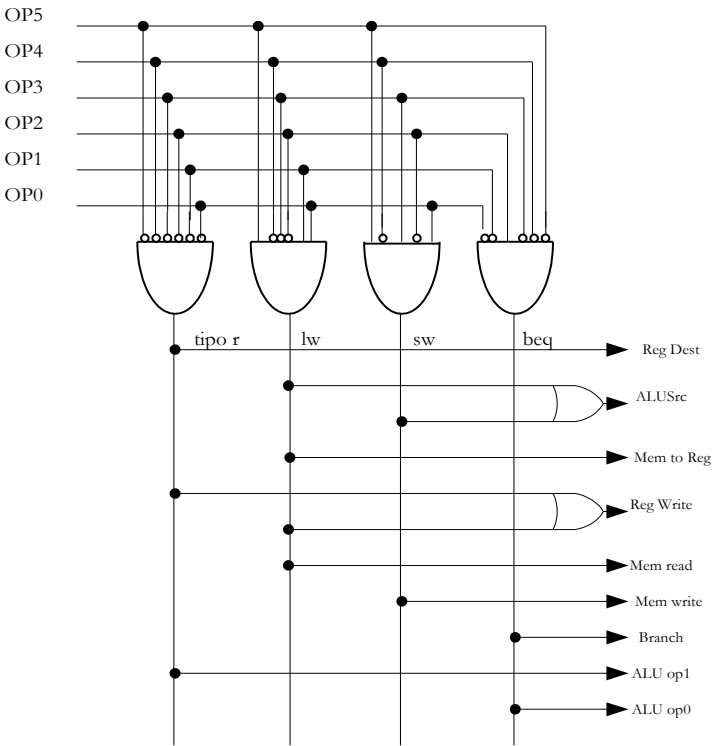 OP5
OP4
OP3
OP2
OP1
OP0
tipo r
lw
sw
beq
Reg Dest
ALUSrc
Mem to Reg
Reg Write
Mem read
Mem write
Branch
ALU op1
ALU op0